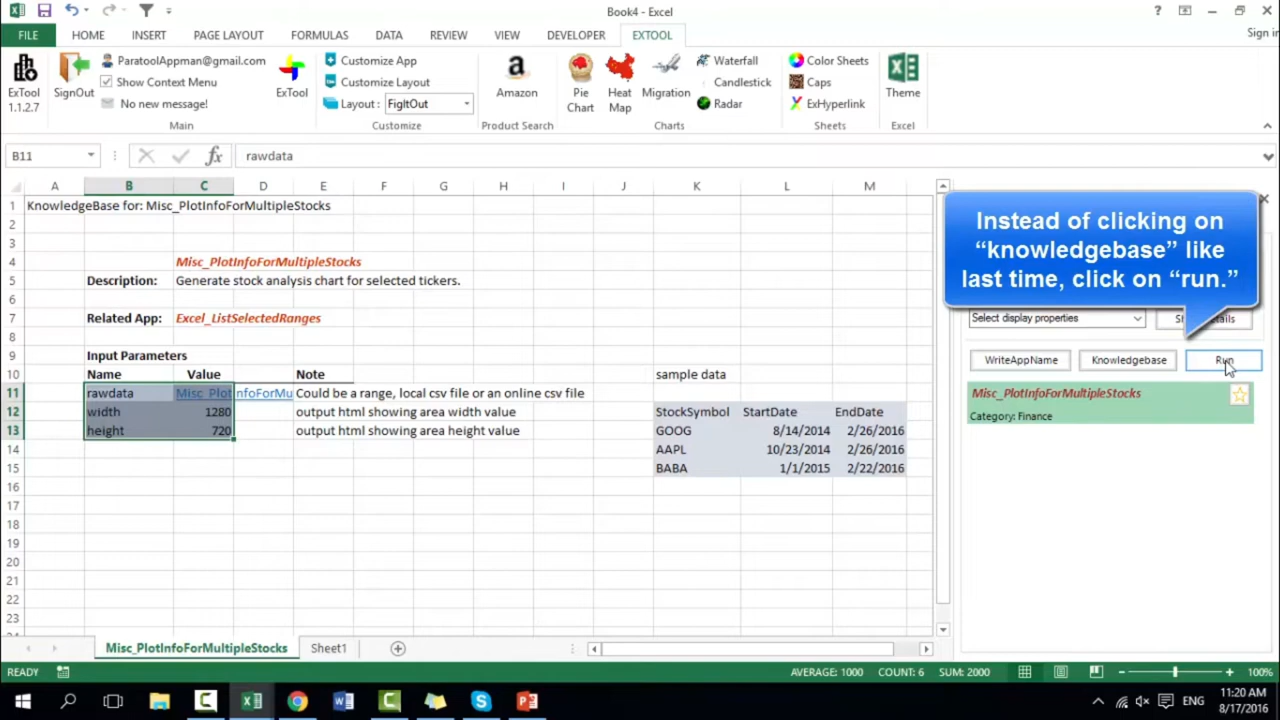 Book4 - Excel
Sign in
FILE HOME INSERT PAGE LAYOUT FORMULAS DATA REVIEW VIEW DEVELOPER EXTOOL
ExTool
1.1.2.7
SignOut
ParatoolAppman@gmail.com
Show Context Menu
No new message!
Main
ExTool
Customize App
Customize Layout
Layout : FigItOut
Customize
Amazon
Product Search
Pie
Chart
Heat
Map
Migration
Waterfall
Candlestick
Radar
Charts
Color Sheets
Caps
ExHyperlink
Sheets
Theme
Excel
B11 fx rawdata
A B C D E F G H I J K L M
1 KnowledgeBase for: Misc_PlotInfoForMultipleStocks
2
3
4 Misc_PlotInfoForMultipleStocks
5 Description: Generate stock analysis chart for selected tickers.
6
7 Related App: Excel_ListSelectedRanges
8
9 Input Parameters
10 Name Value Note sample data
11 rawdata Misc_PlotInfoForMu Could be a range, local csv file or an online csv file
12 width 1280 output html showing area width value StockSymbol StartDate EndDate
13 height 720 output html showing area height value GOOG 8/14/2014 2/26/2016
14 AAPL 10/23/2014 2/26/2016
15 BABA 1/1/2015 2/22/2016
16
17
18
19
20
21
22
23
Instead of clicking on
“knowledgebase” like
last time, click on “run.”
Select display properties
WriteAppName Knowledgebase Run
Misc_PlotInfoForMultipleStocks
Category: Finance
Misc_PlotInfoForMultipleStocks Sheet1
READY AVERAGE: 1000 COUNT: 6 SUM: 2000 100%
ENG
11:20 AM
8/17/2016